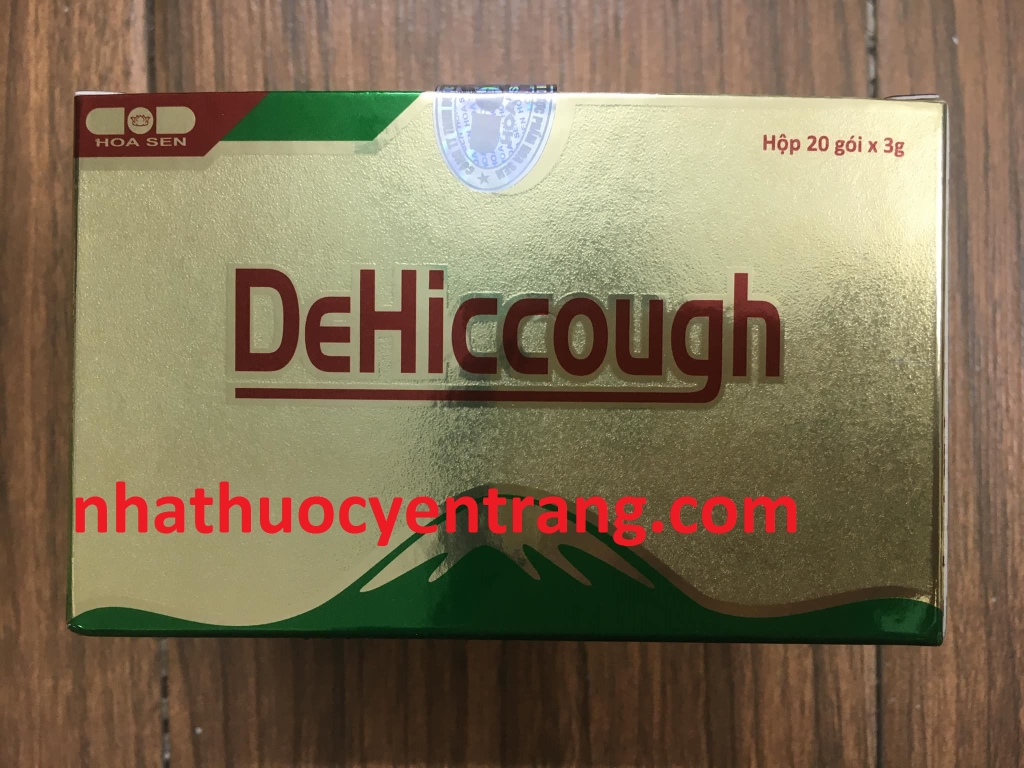 HOA SEN
Hộp 20 gói x 3g
DEHiccough
nhathuocyentrang.com